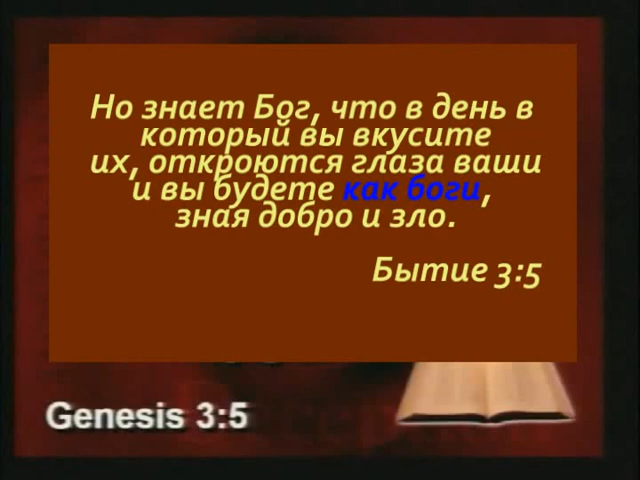 Но знает Бог, что в день в
который вы вкусите
их, откроются глаза ваши
и вы будете как боги,
зная добро и зло.
Бытие 3:5
Genesis 3:5